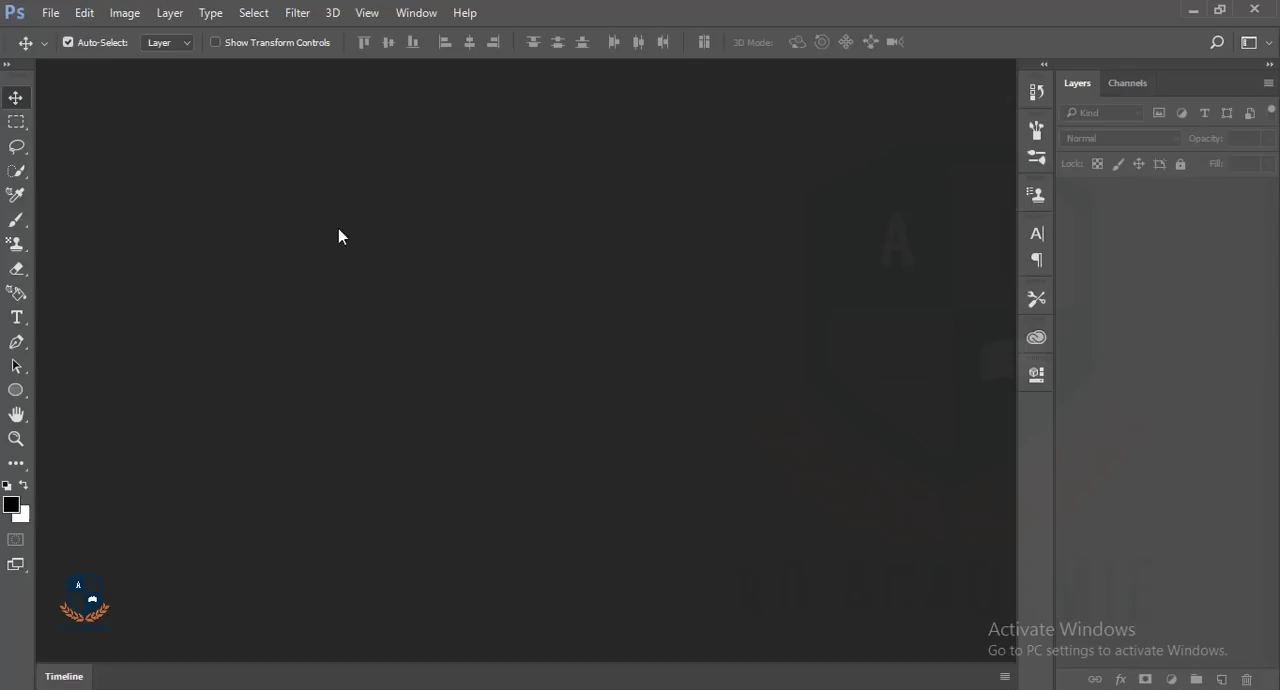 Ps File Edit Image Layer Type Select Filter 3D View Window Help
Auto-Select: Layer Show Transform Controls 3D Mode:
Layers Channels
Kind
Normal Opacity:
Lock: Fill:
A
A
Activate Windows
Go to PC settings to activate Windows.
Timeline